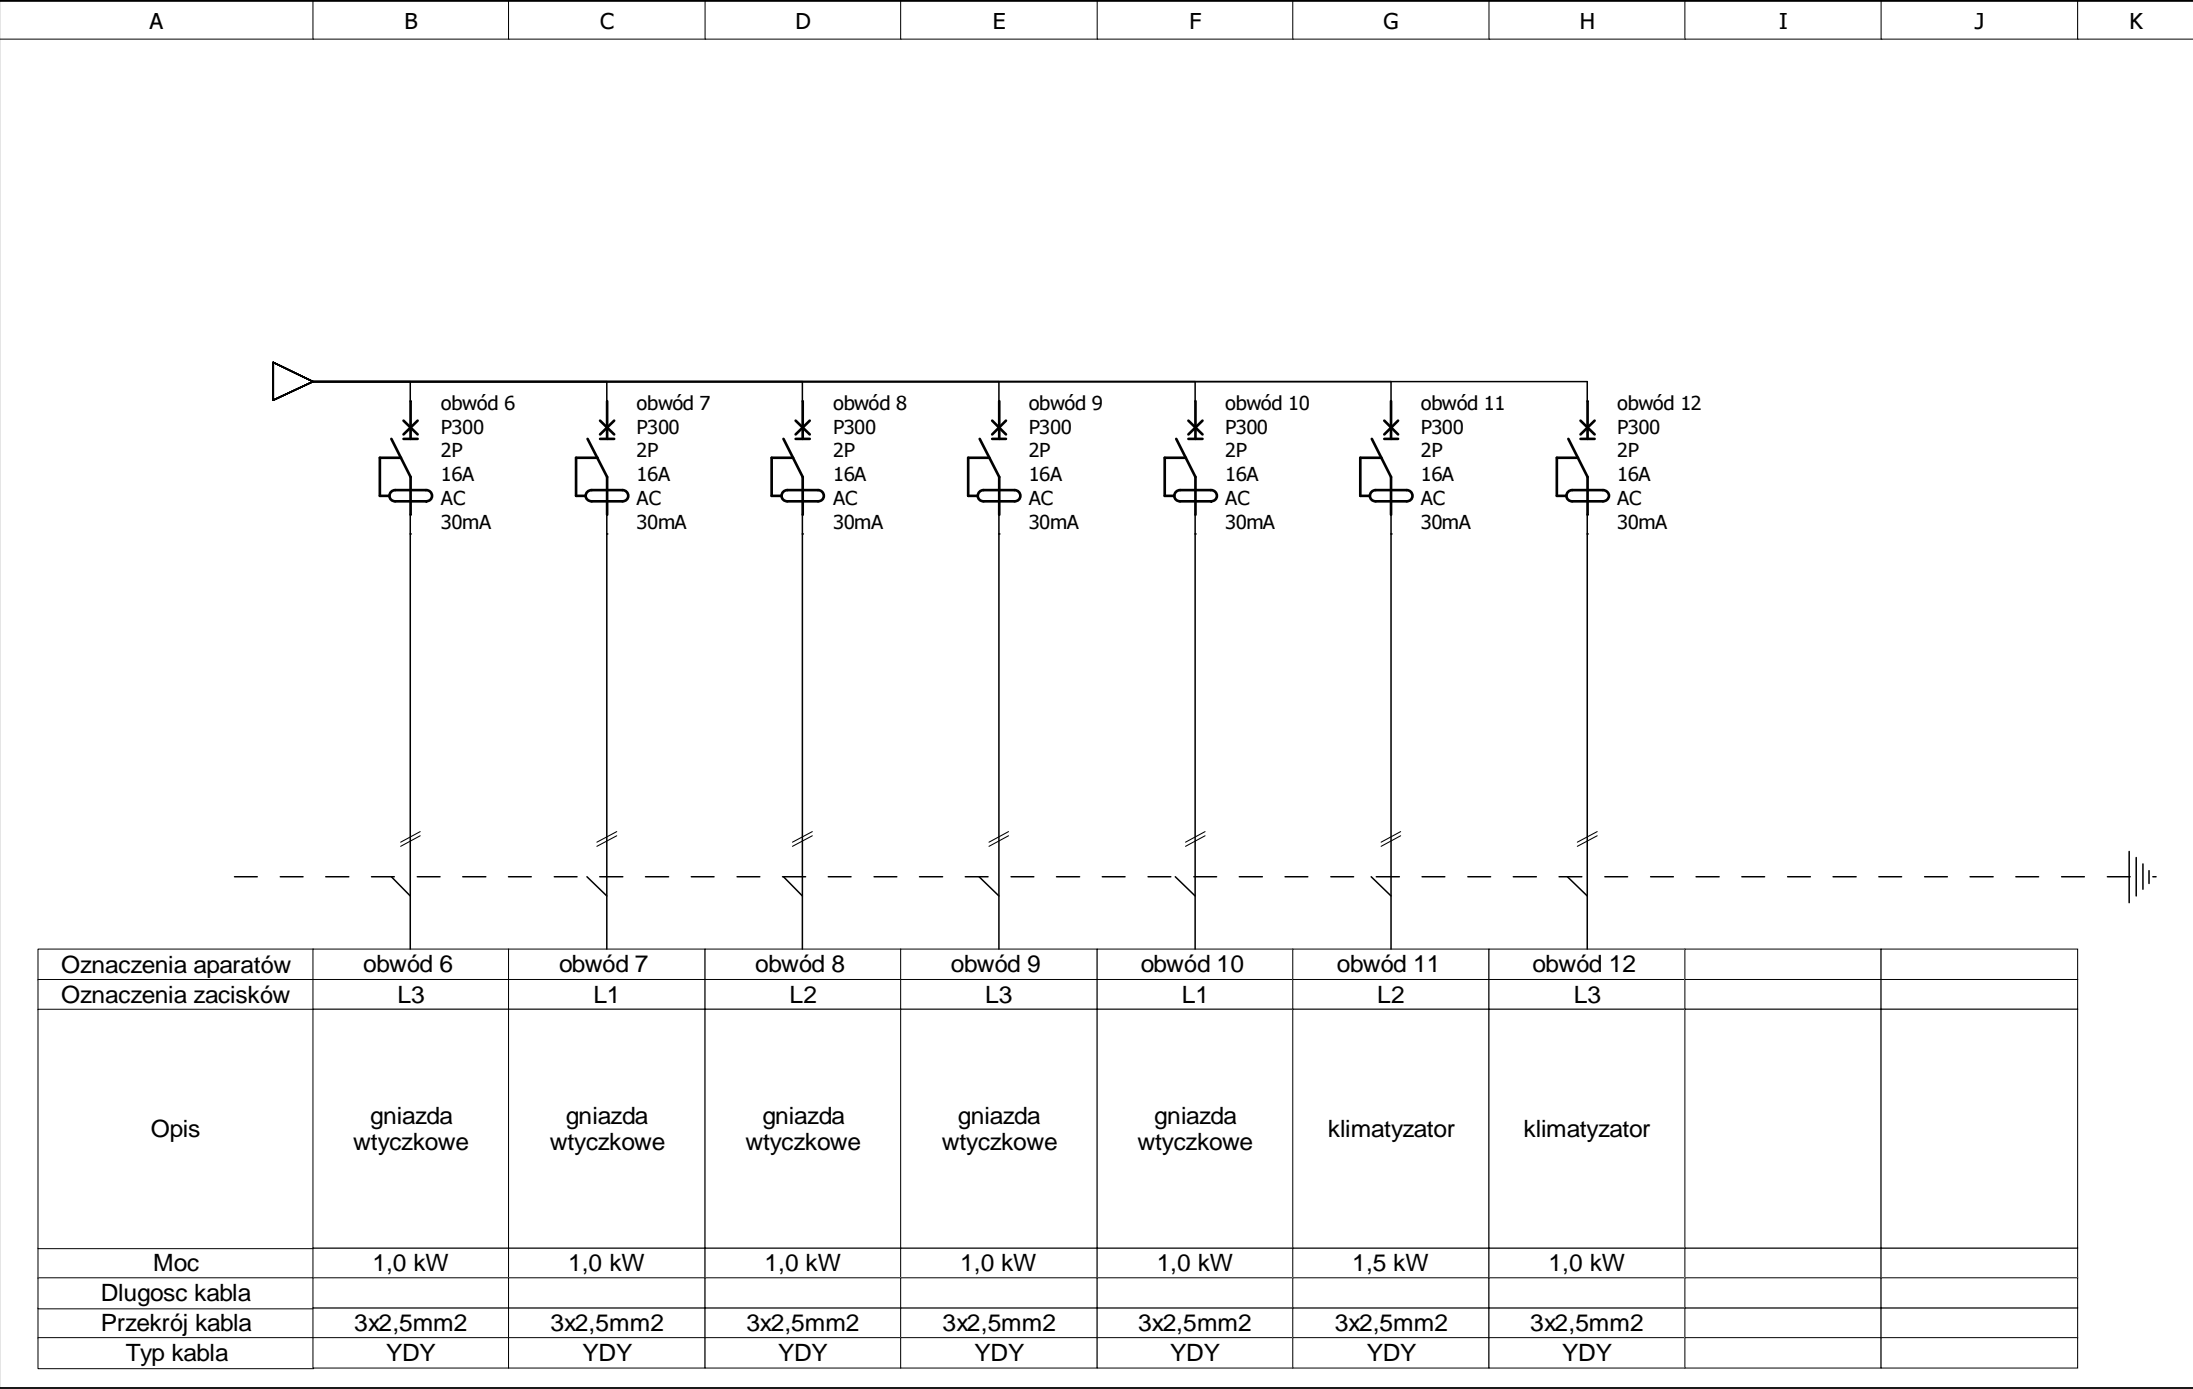 A B C D E F G H I J K
obwód 6 obwód 7 obwód 8 obwód 9 obwód 10 obwód 11 obwód 12
P300 P300 P300 P300 P300 P300 P300
2P 2P 2P 2P 2P 2P 2P
16A 16A 16A 16A 16A 16A 16A
AC AC AC AC AC AC AC
30mA 30mA 30mA 30mA 30mA 30mA 30mA
Oznaczenia aparatów obwód 6 obwód 7 obwód 8 obwód 9 obwód 10 obwód 11 obwód 12
Oznaczenia zacisków L3 L1 L2 L3 L1 L2 L3
Opis gniazda wtyczkowe gniazda wtyczkowe gniazda wtyczkowe gniazda wtyczkowe gniazda wtyczkowe klimatyzator klimatyzator
Moc 1,0 kW 1,0 kW 1,0 kW 1,0 kW 1,0 kW 1,5 kW 1,0 kW
Dlugosc kabla
Przekrój kabla 3x2,5mm2 3x2,5mm2 3x2,5mm2 3x2,5mm2 3x2,5mm2 3x2,5mm2 3x2,5mm2
Typ kabla YDY YDY YDY YDY YDY YDY YDY